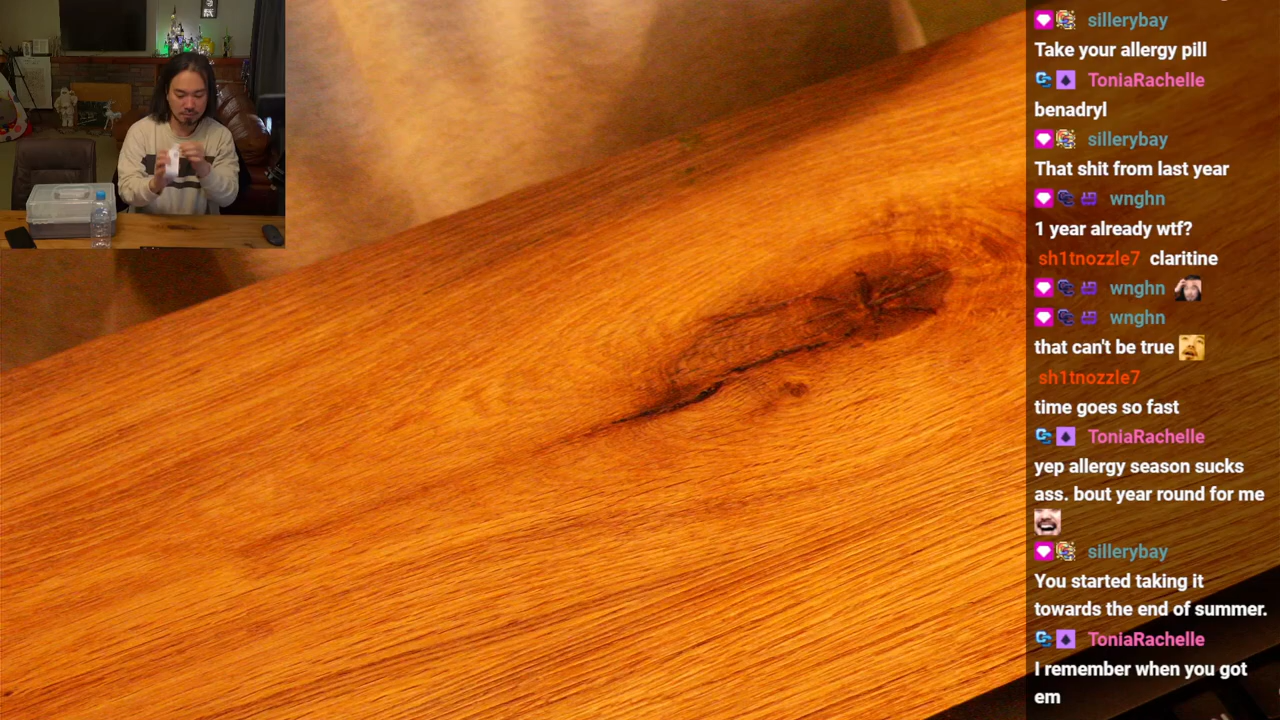 sillerybay
Take your allergy pill
ToniaRachelle
benadryl
sillerybay
That shit from last year
wnghn
1 year already wtf?
sh1tnozzle7 claritine
wnghn
wnghn
that can't be true
sh1tnozzle7
time goes so fast
ToniaRachelle
yep allergy season sucks
ass. bout year round for me
sillerybay
You started taking it
towards the end of summer.
ToniaRachelle
I remember when you got
em